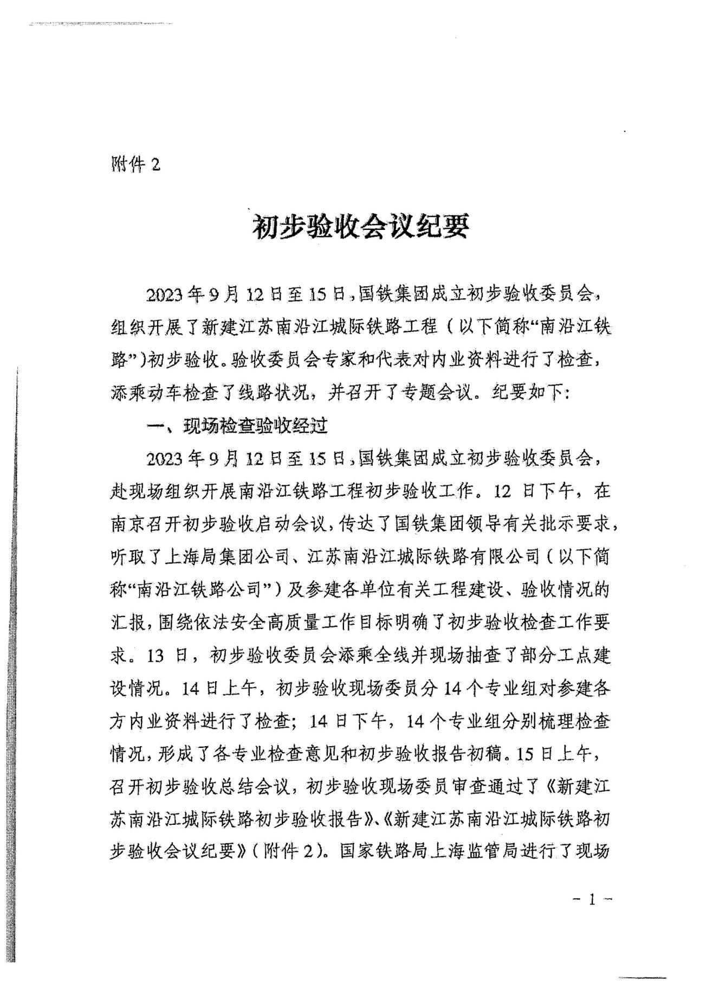 附件 2
初步验收会议纪要
2023 年 9 月 12 日至 15 日,国铁集团成立初步验收委员会,
组织开展了新建江苏南沿江城际铁路工程（以下简称“南沿江铁
路”)初步验收。验收委员会专家和代表对内业资料进行了检查,
添乘动车检查了线路状况，并召开了专题会议。纪要如下:
一、现场检查验收经过
2023 年 9 月 12 日至 15 日,国铁集团成立初步验收委员会,
赴现场组织开展南沿江铁路工程初步验收工作。12 日下午，在
南京召开初步验收启动会议,传达了国铁集团领导有关批示要求,
听取了上海局集团公司、江苏南沿江城际铁路有限公司（以下简
称“南沿江铁路公司”）及参建各单位有关工程建设、验收情况的
汇报,围绕依法安全高质量工作目标明确了初步验收检查工作要
求。13 日，初步验收委员会添乘全线并现场抽查了部分工点建
设情况。14 日上午，初步验收现场委员分 14 个专业组对参建各
方内业资料进行了检查；14 日下午，14 个专业组分别梳理检查
情况,形成了各专业检查意见和初步验收报告初稿。15 日上午，
召开初步验收总结会议，初步验收现场委员审查通过了《新建江
苏南沿江城际铁路初步验收报告》、《新建江苏南沿江城际铁路初
步验收会议纪要》（附件 2）。国家铁路局上海监管局进行了现场
- 1 -